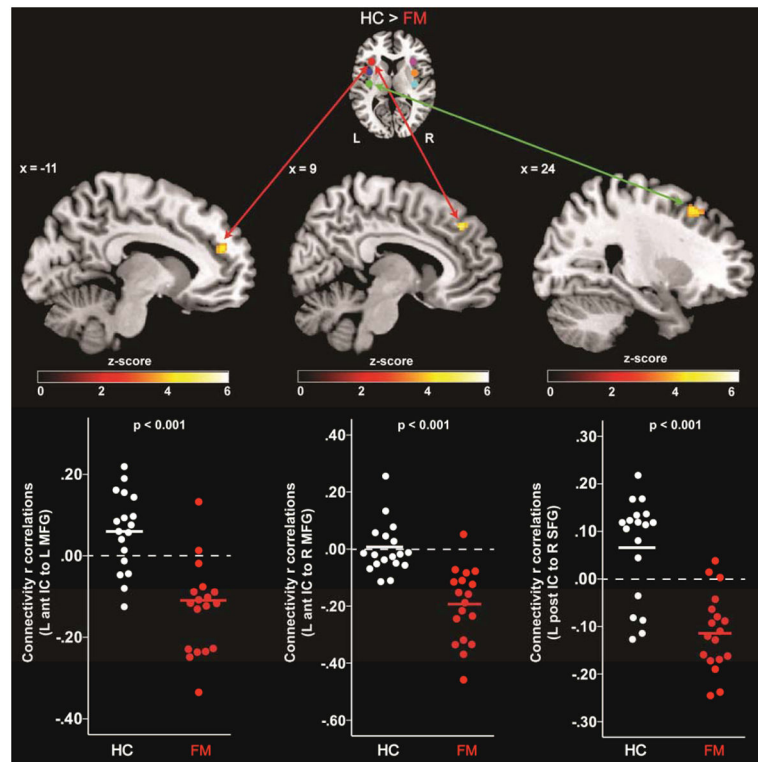 HC > FM
L R
x = -11
x = 9
x = 24
z-score
0 2 4 6
z-score
0 2 4 6
z-score
0 2 4 6
p < 0.001
Connectivity r correlations
(L ant IC to L MFG)
.20
.00
-.20
-.40
HC FM
p < 0.001
Connectivity r correlations
(L ant IC to R MFG)
.40
.20
.00
-.20
-.40
-.60
HC FM
p < 0.001
Connectivity r correlations
(L post IC to R SFG)
.30
.20
.10
.00
-.10
-.20
-.30
HC FM